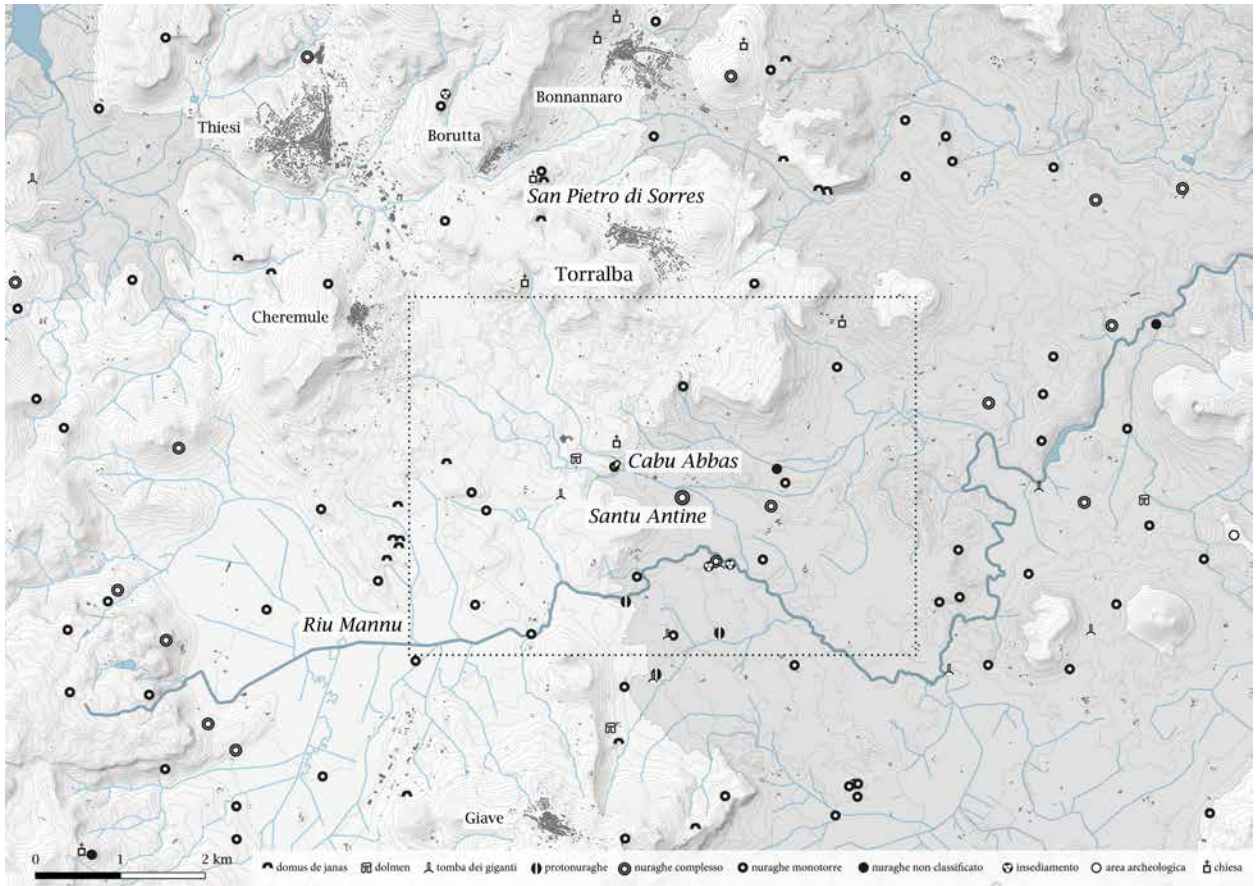 Bonnannaro
Thiesi
Borutta
San Pietro di Sorres
Torralba
Cheremule
Cabu Abbas
Santu Antine
Riu Mannu
Giave
0 1 2 km
domus de janas dolmen tomba dei giganti protonuraghe nuraghe complesso nuraghe monotorre nuraghe non classificato insediamento area archeologica chiesa